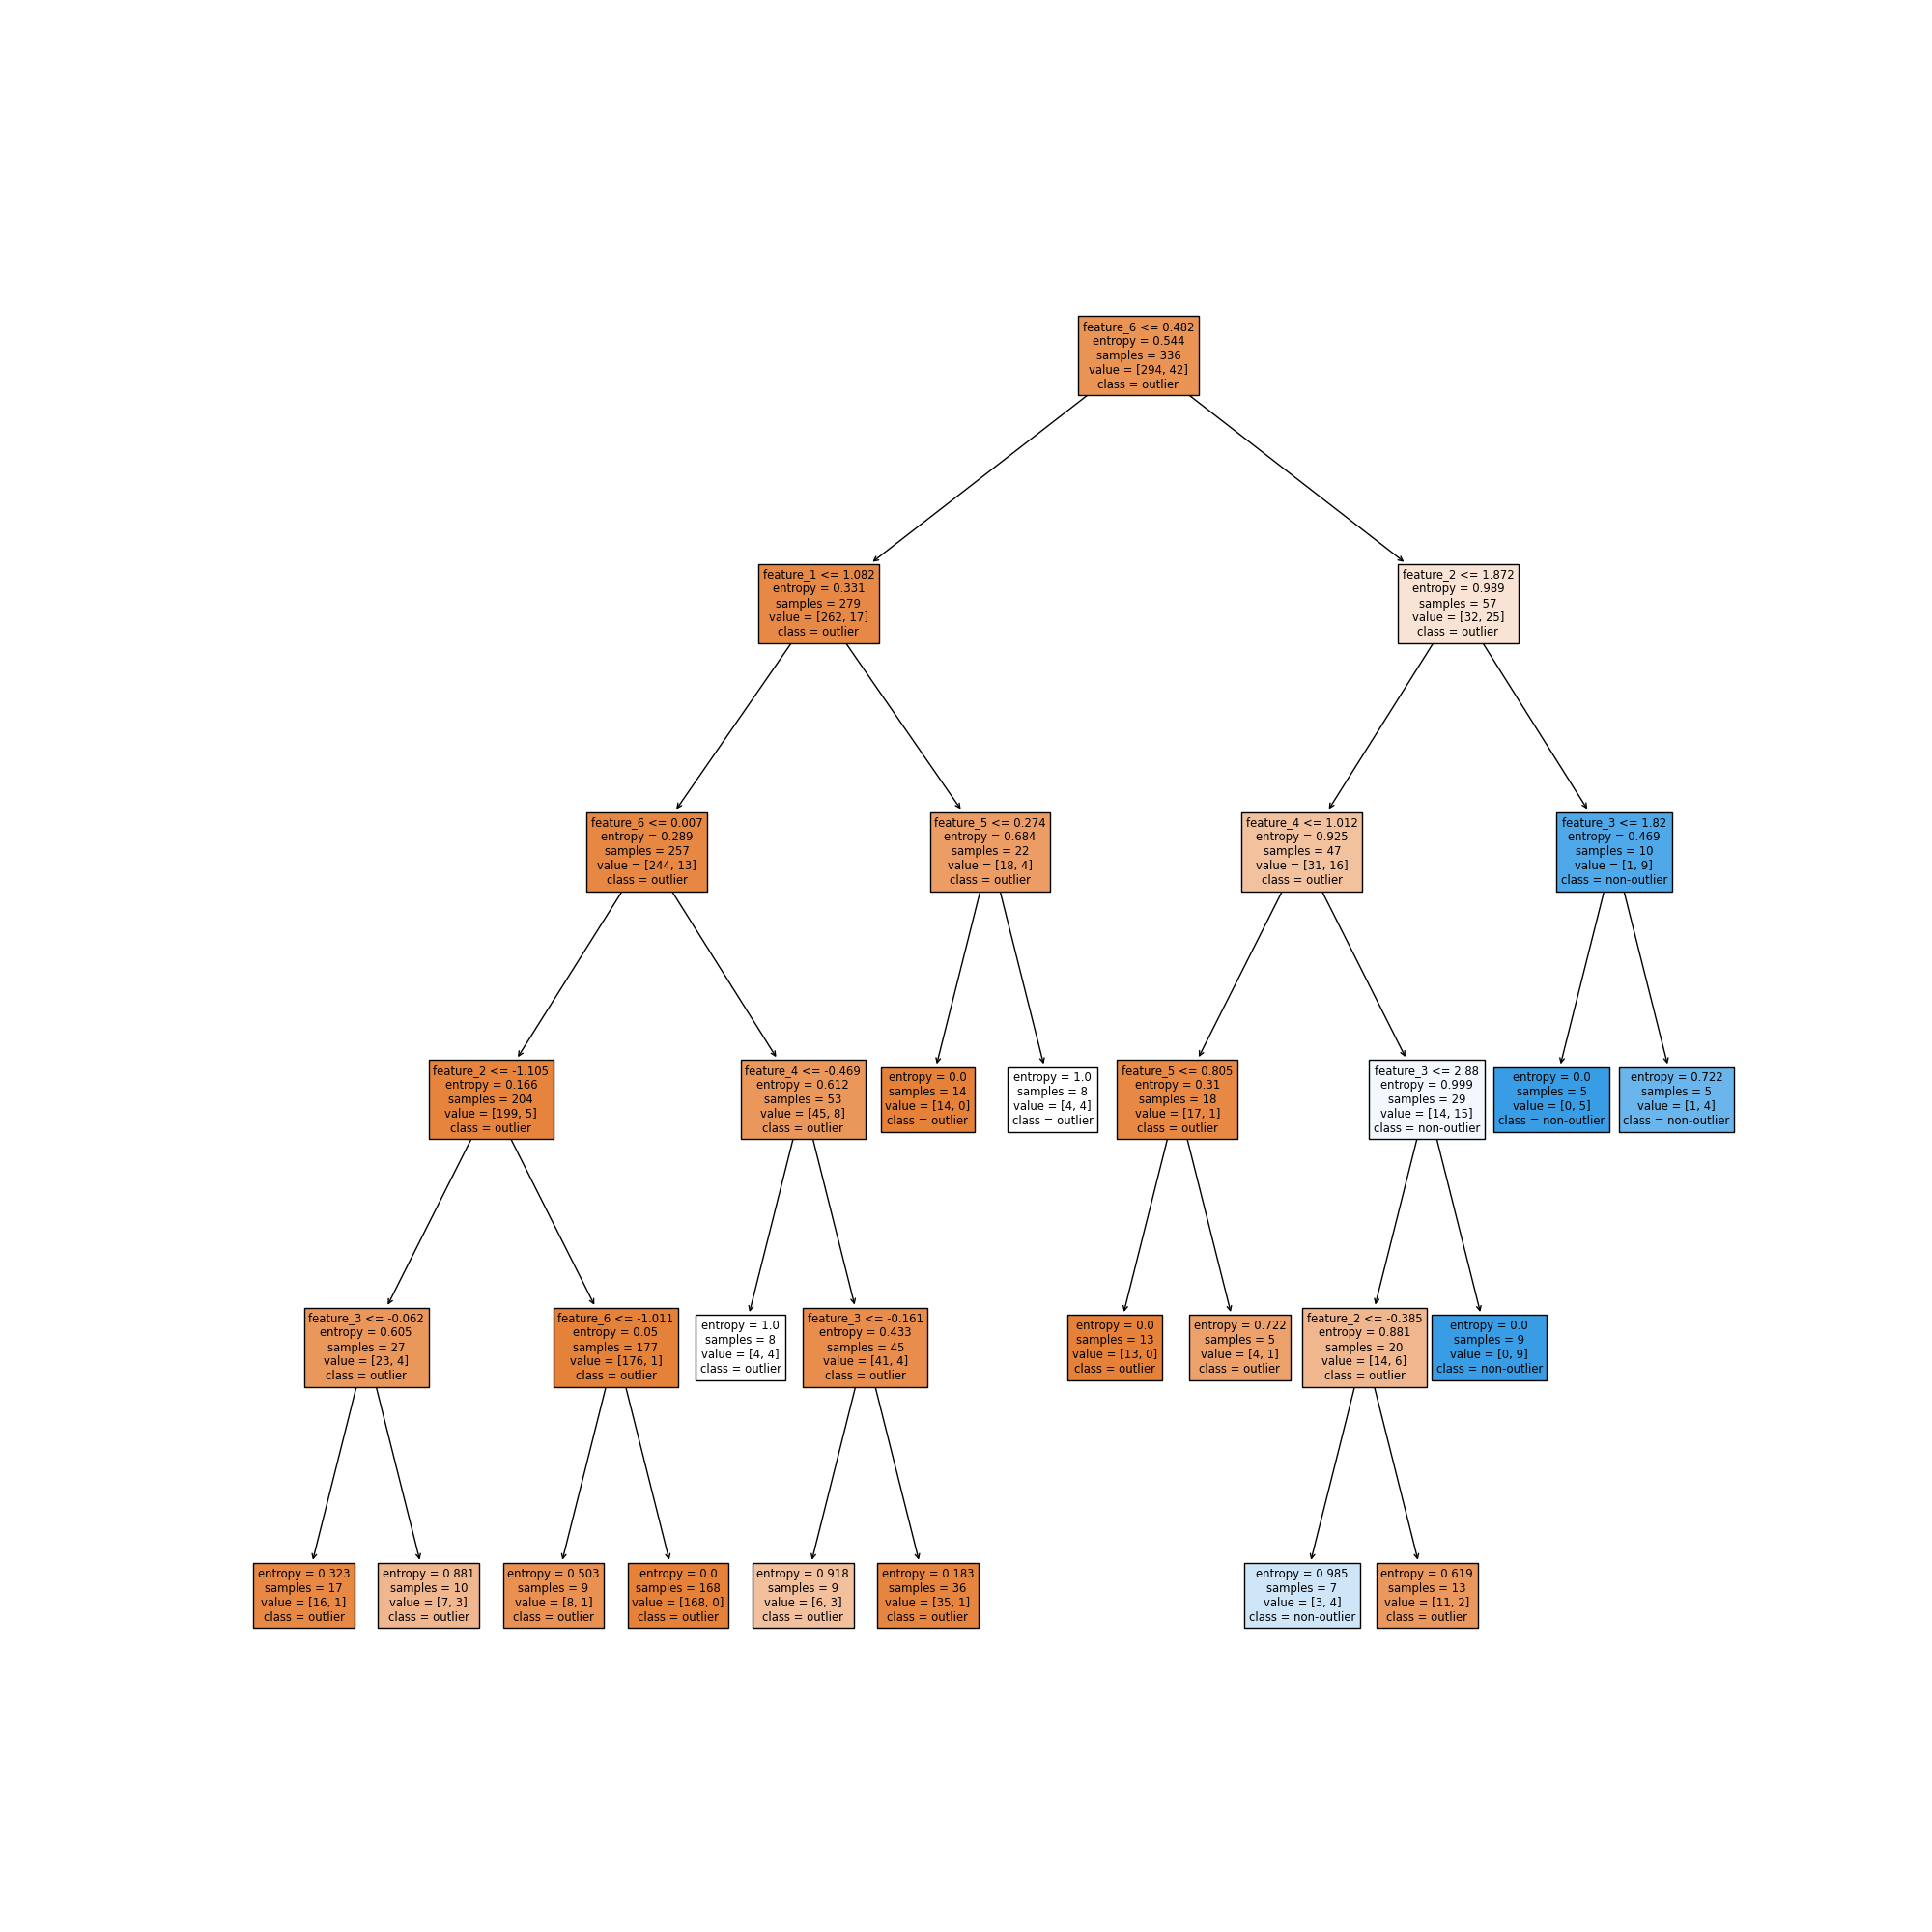 feature_6 <= 0.482
entropy = 0.544
samples = 336
value = [294, 42]
class = outlier
feature_1 <= 1.082
entropy = 0.331
samples = 279
value = [262, 17]
class = outlier
feature_2 <= 1.872
entropy = 0.989
samples = 57
value = [32, 25]
class = outlier
feature_6 <= 0.007
entropy = 0.289
samples = 257
value = [244, 13]
class = outlier
feature_5 <= 0.274
entropy = 0.684
samples = 22
value = [18, 4]
class = outlier
feature_4 <= 1.012
entropy = 0.925
samples = 47
value = [31, 16]
class = outlier
feature_3 <= 1.82
entropy = 0.469
samples = 10
value = [1, 9]
class = non-outlier
feature_2 <= -1.105
entropy = 0.166
samples = 204
value = [199, 5]
class = outlier
feature_4 <= -0.469
entropy = 0.612
samples = 53
value = [45, 8]
class = outlier
entropy = 0.0
samples = 14
value = [14, 0]
class = outlier
entropy = 1.0
samples = 8
value = [4, 4]
class = outlier
feature_5 <= 0.805
entropy = 0.31
samples = 18
value = [17, 1]
class = outlier
feature_3 <= 2.88
entropy = 0.999
samples = 29
value = [14, 15]
class = non-outlier
entropy = 0.0
samples = 5
value = [0, 5]
class = non-outlier
entropy = 0.722
samples = 5
value = [1, 4]
class = non-outlier
feature_3 <= -0.062
entropy = 0.605
samples = 27
value = [23, 4]
class = outlier
feature_6 <= -1.011
entropy = 0.05
samples = 177
value = [176, 1]
class = outlier
entropy = 1.0
samples = 8
value = [4, 4]
class = outlier
feature_3 <= -0.161
entropy = 0.433
samples = 45
value = [41, 4]
class = outlier
entropy = 0.0
samples = 13
value = [13, 0]
class = outlier
entropy = 0.722
samples = 5
value = [4, 1]
class = outlier
feature_2 <= -0.385
entropy = 0.881
samples = 20
value = [14, 6]
class = outlier
entropy = 0.0
samples = 9
value = [0, 9]
class = non-outlier
entropy = 0.323
samples = 17
value = [16, 1]
class = outlier
entropy = 0.881
samples = 10
value = [7, 3]
class = outlier
entropy = 0.503
samples = 9
value = [8, 1]
class = outlier
entropy = 0.0
samples = 168
value = [168, 0]
class = outlier
entropy = 0.918
samples = 9
value = [6, 3]
class = outlier
entropy = 0.183
samples = 36
value = [35, 1]
class = outlier
entropy = 0.985
samples = 7
value = [3, 4]
class = non-outlier
entropy = 0.619
samples = 13
value = [11, 2]
class = outlier